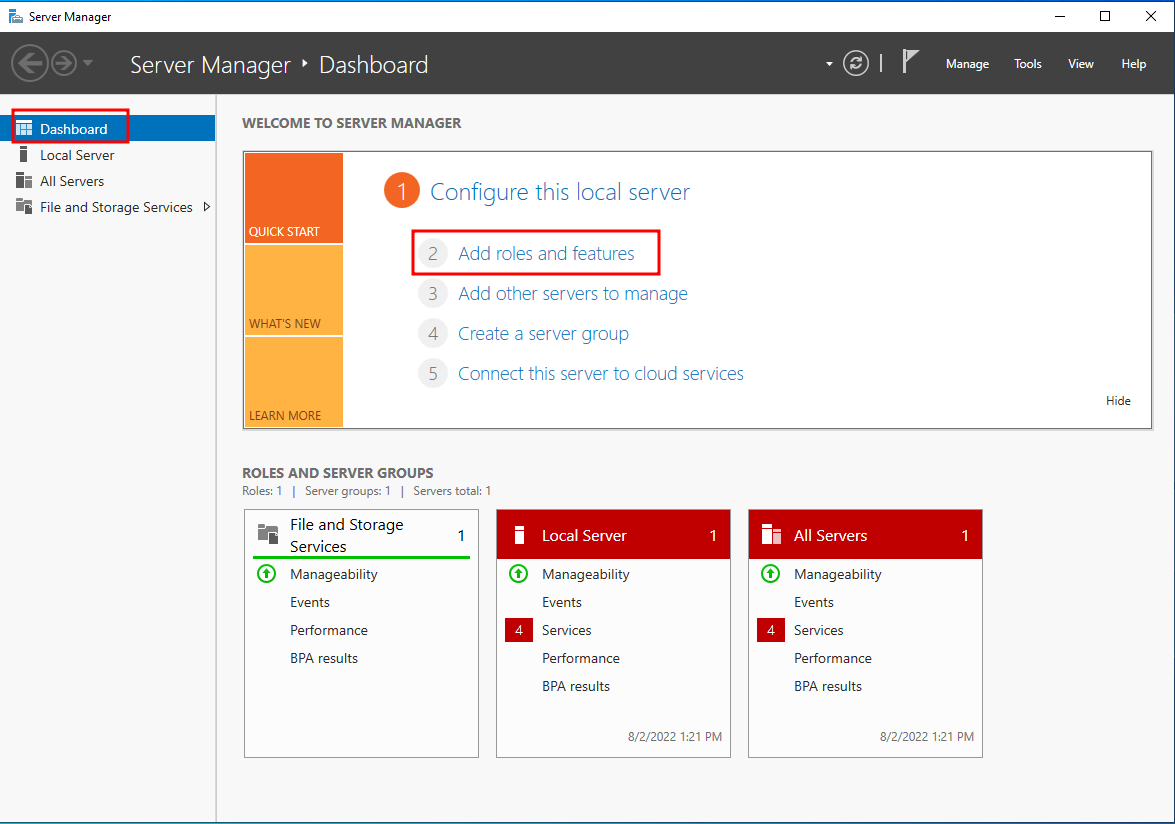 Server Manager
Server Manager ‣ Dashboard
Manage Tools View Help
Dashboard
Local Server
All Servers
File and Storage Services
WELCOME TO SERVER MANAGER
QUICK START
WHAT'S NEW
LEARN MORE
1 Configure this local server
2 Add roles and features
3 Add other servers to manage
4 Create a server group
5 Connect this server to cloud services
Hide
ROLES AND SERVER GROUPS
Roles: 1 | Server groups: 1 | Servers total: 1
File and Storage
Services 1
Manageability
Events
Performance
BPA results
Local Server 1
Manageability
Events
4 Services
Performance
BPA results
8/2/2022 1:21 PM
All Servers 1
Manageability
Events
4 Services
Performance
BPA results
8/2/2022 1:21 PM